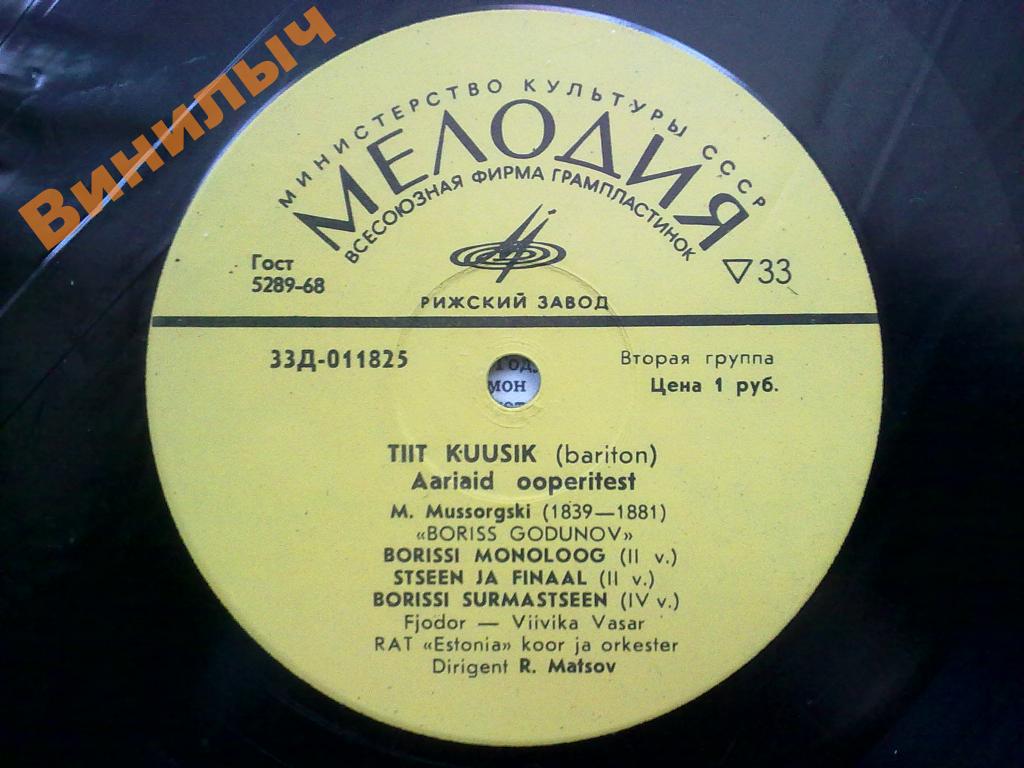 Винилыч
МИНИСТЕРСТВО КУЛЬТУРЫ СССР
МЕЛОДИЯ
ВСЕСОЮЗНАЯ ФИРМА ГРАМПЛАСТИНОК
Гост
5289-68
▽33
РИЖСКИЙ ЗАВОД
33Д-011825
Вторая группа
Цена 1 руб.
мон
TIIT KUUSIK (bariton)
Aariaid ooperitest
M. Mussorgski (1839—1881)
«BORISS GODUNOV»
BORISSI MONOLOOG (II v.)
STSEEN JA FINAAL (II v.)
BORISSI SURMASTSEEN (IV v.)
Fjodor — Viivika Vasar
RAT «Estonia» koor ja orkester
Dirigent R. Matsov